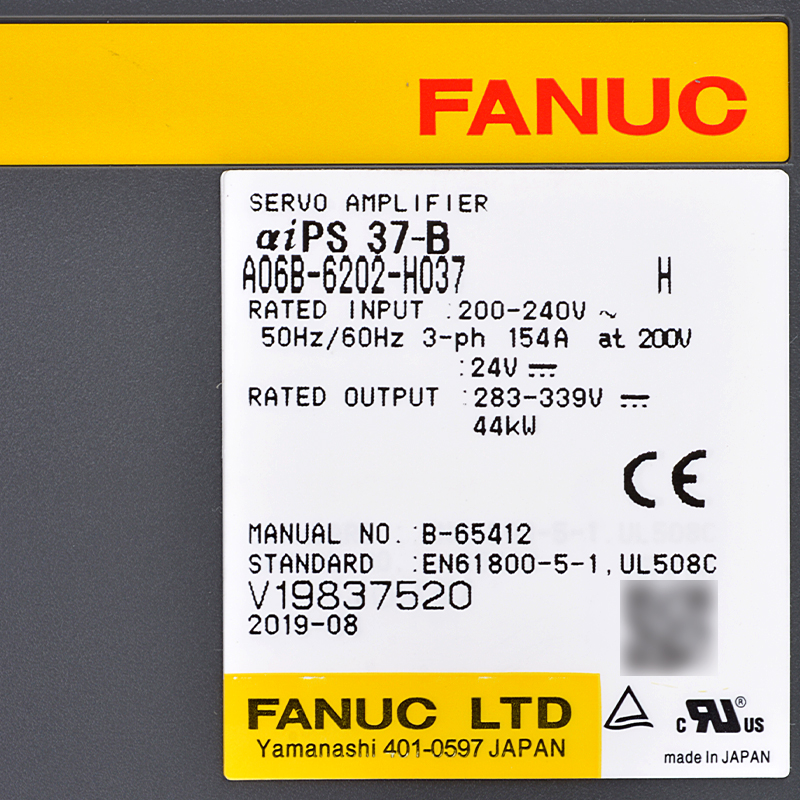 FANUC
SERVO AMPLIFIER
αiPS 37-B
A06B-6202-H037 H
RATED INPUT :200-240V ~
50Hz/60Hz 3-ph 154A at 200V
:24V ⎓
RATED OUTPUT :283-339V ⎓
44kW
CE
MANUAL NO. :B-65412
STANDARD :EN61800-5-1,UL508C
V19837520
2019-08
FANUC LTD
Yamanashi 401-0597 JAPAN
c RU® US
made In JAPAN